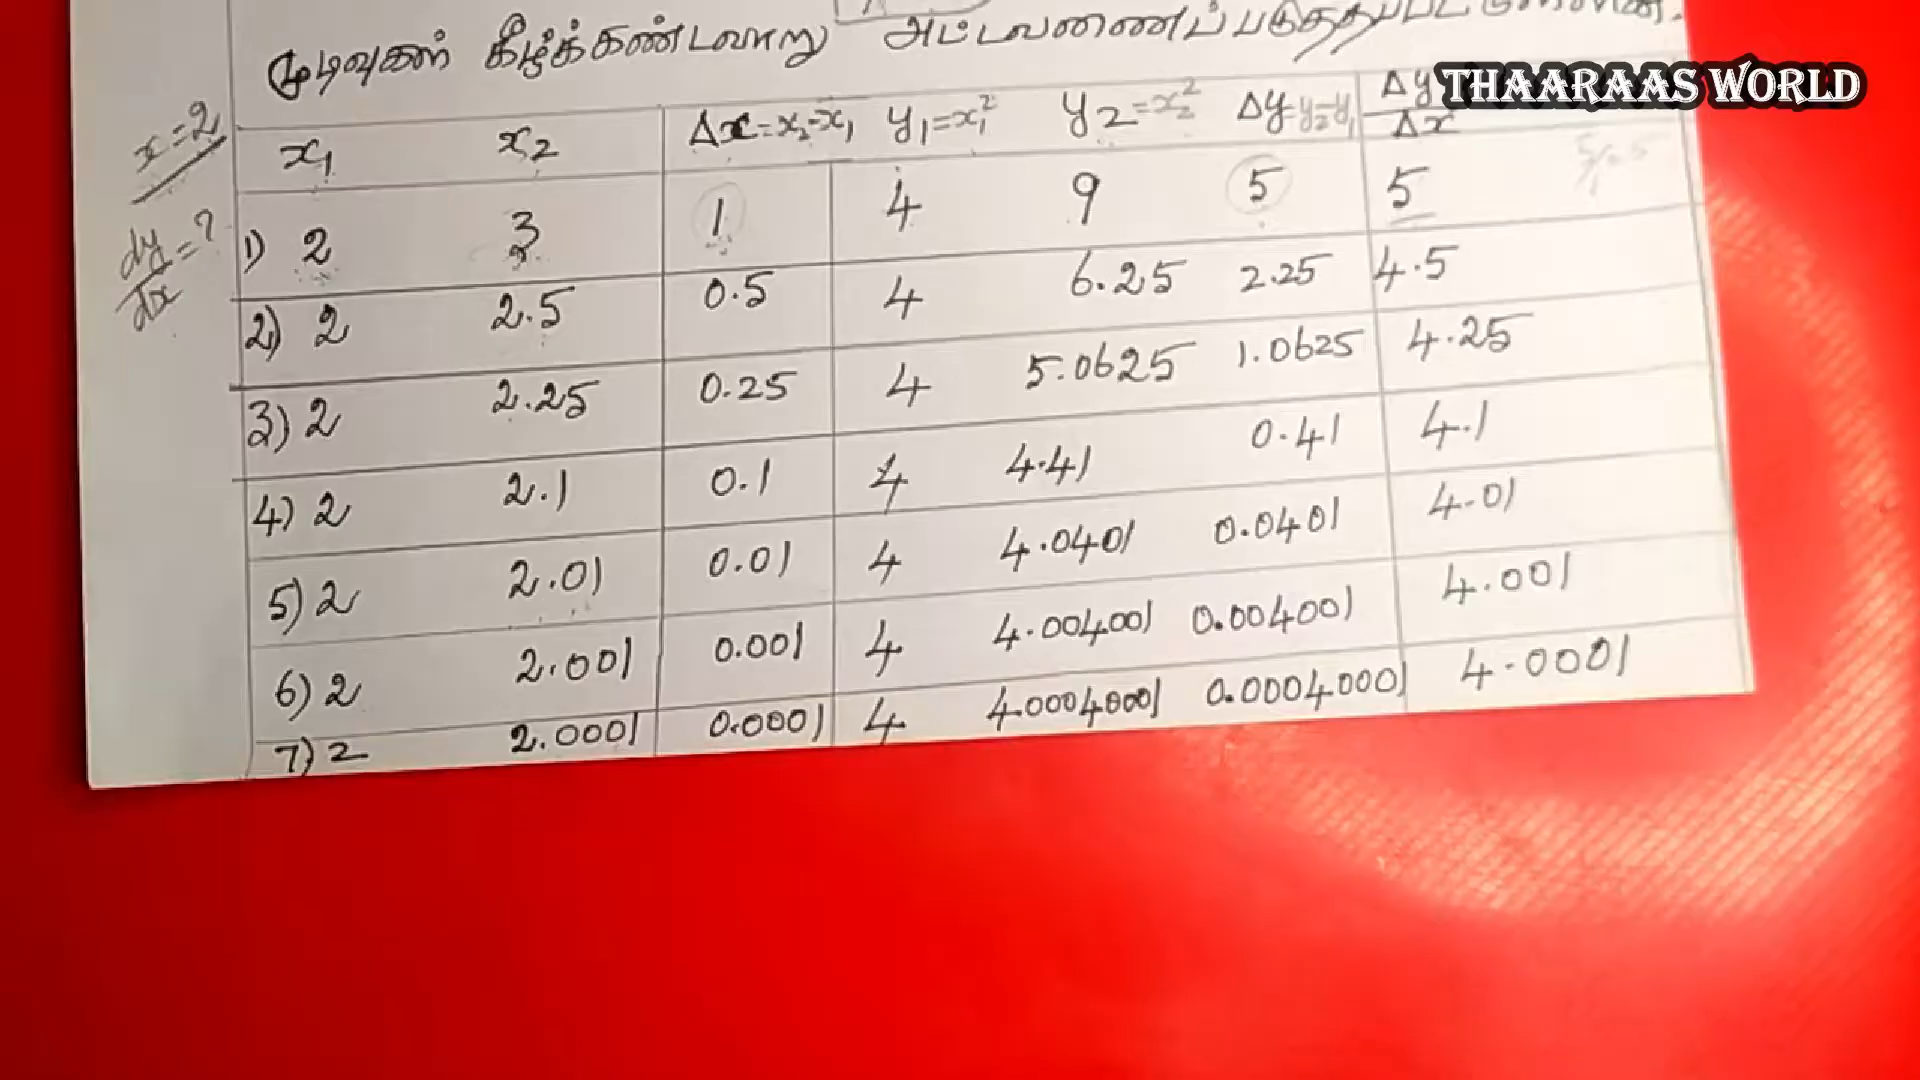 முடிவுகள் கீழ்க்கண்டவாறு அட்டவணைப்படுத்தப்பட்டுள்ளன.
THAARAAS WORLD
x=2
dy/dx = ?
x₁ x₂ Δx=x₂-x₁ y₁=x₁² y₂=x₂² Δy=y₂-y₁ Δy/Δx
1) 2 3 1 4 9 5 5
2) 2 2.5 0.5 4 6.25 2.25 4.5
3) 2 2.25 0.25 4 5.0625 1.0625 4.25
4) 2 2.1 0.1 4 4.41 0.41 4.1
5) 2 2.01 0.01 4 4.0401 0.0401 4.01
6) 2 2.001 0.001 4 4.004001 0.004001 4.001
7) 2 2.0001 0.0001 4 4.00040001 0.00040001 4.0001